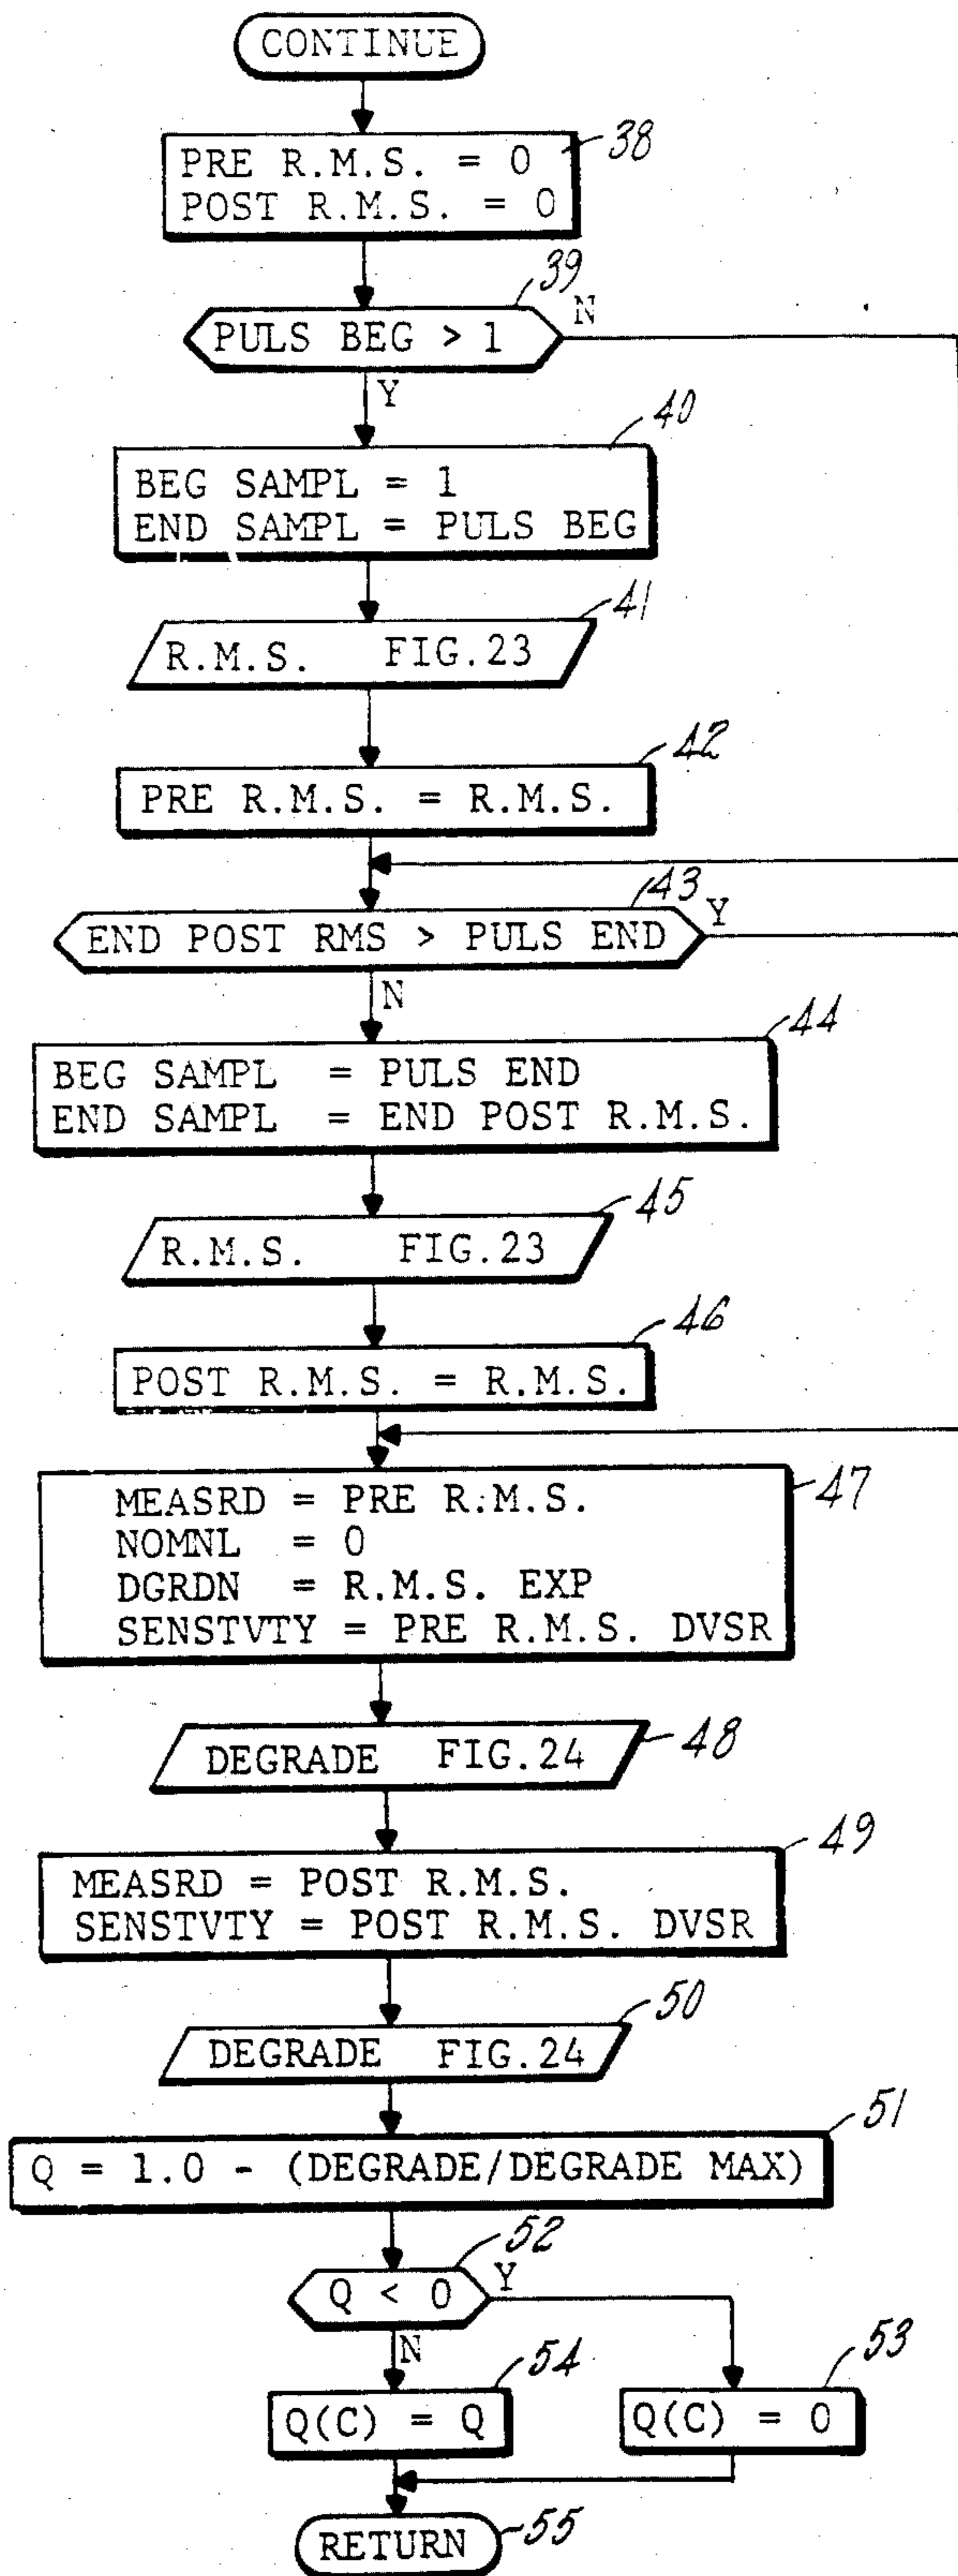 CONTINUE
38
PRE R.M.S. = 0
POST R.M.S. = 0
39
PULS BEG > 1
N
Y
40
BEG SAMPL = 1
END SAMPL = PULS BEG
41
R.M.S. FIG.23
42
PRE R.M.S. = R.M.S.
43
END POST RMS > PULS END
Y
N
44
BEG SAMPL = PULS END
END SAMPL = END POST R.M.S.
45
R.M.S. FIG.23
46
POST R.M.S. = R.M.S.
47
MEASRD = PRE R.M.S.
NOMNL = 0
DGRDN = R.M.S. EXP
SENSTVTY = PRE R.M.S. DVSR
48
DEGRADE FIG.24
49
MEASRD = POST R.M.S.
SENSTVTY = POST R.M.S. DVSR
50
DEGRADE FIG.24
51
Q = 1.0 - (DEGRADE/DEGRADE MAX)
52
Q < 0
Y
N
54
Q(C) = Q
53
Q(C) = 0
RETURN
55